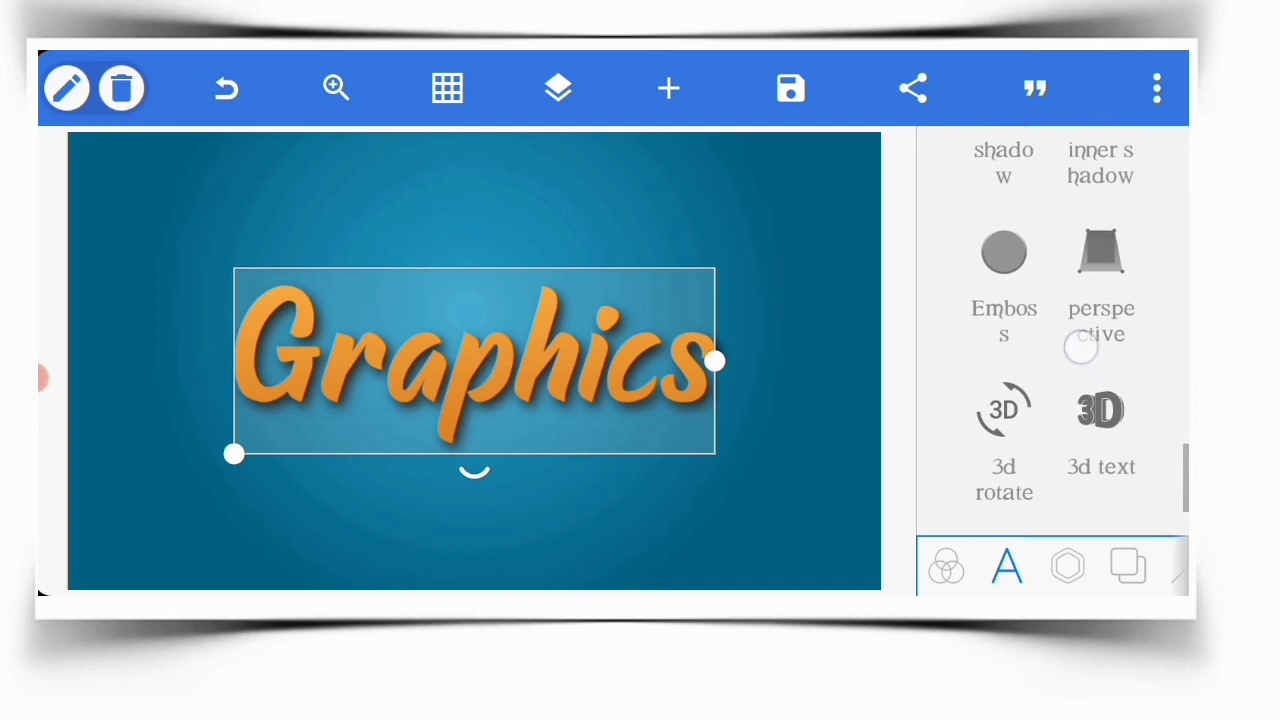 shado
w
inner s
hadow
Graphics
Embos
s
perspe
ctive
3D
3d
rotate
3D
3d text